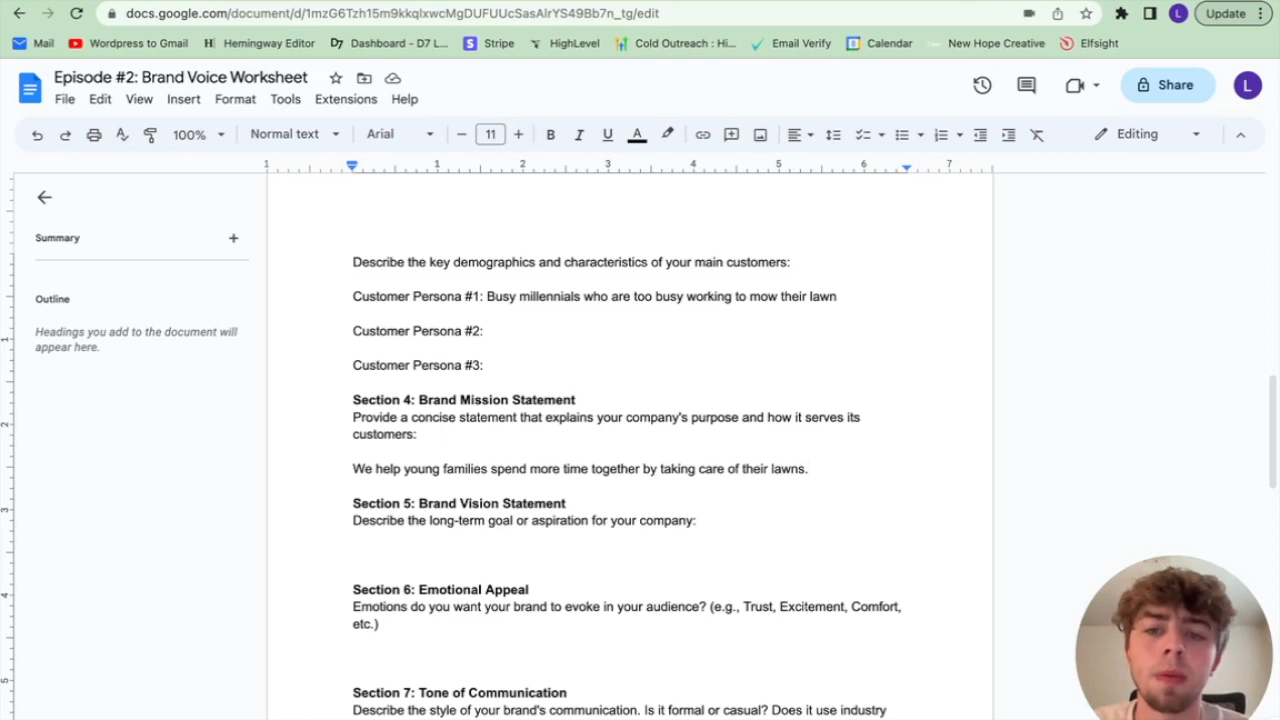 docs.google.com/document/d/1mzG6Tzh15m9kkqlxwcMgDUFUUcSasAlrYS49Bb7n_tg/edit
L
Update
Mail
Wordpress to Gmail
Hemingway Editor
Dashboard - D7 L...
Stripe
HighLevel
Cold Outreach : Hi...
Email Verify
Calendar
New Hope Creative
Elfsight
Episode #2: Brand Voice Worksheet
File Edit View Insert Format Tools Extensions Help
Share
L
100%
Normal text
Arial
11
Editing
1 1 2 3 4 5 6 7
Summary
Outline
Headings you add to the document will
appear here.
Describe the key demographics and characteristics of your main customers:
Customer Persona #1: Busy millennials who are too busy working to mow their lawn
Customer Persona #2:
Customer Persona #3:
Section 4: Brand Mission Statement
Provide a concise statement that explains your company's purpose and how it serves its
customers:
We help young families spend more time together by taking care of their lawns.
Section 5: Brand Vision Statement
Describe the long-term goal or aspiration for your company:
Section 6: Emotional Appeal
Emotions do you want your brand to evoke in your audience? (e.g., Trust, Excitement, Comfort,
etc.)
Section 7: Tone of Communication
Describe the style of your brand's communication. Is it formal or casual? Does it use industry